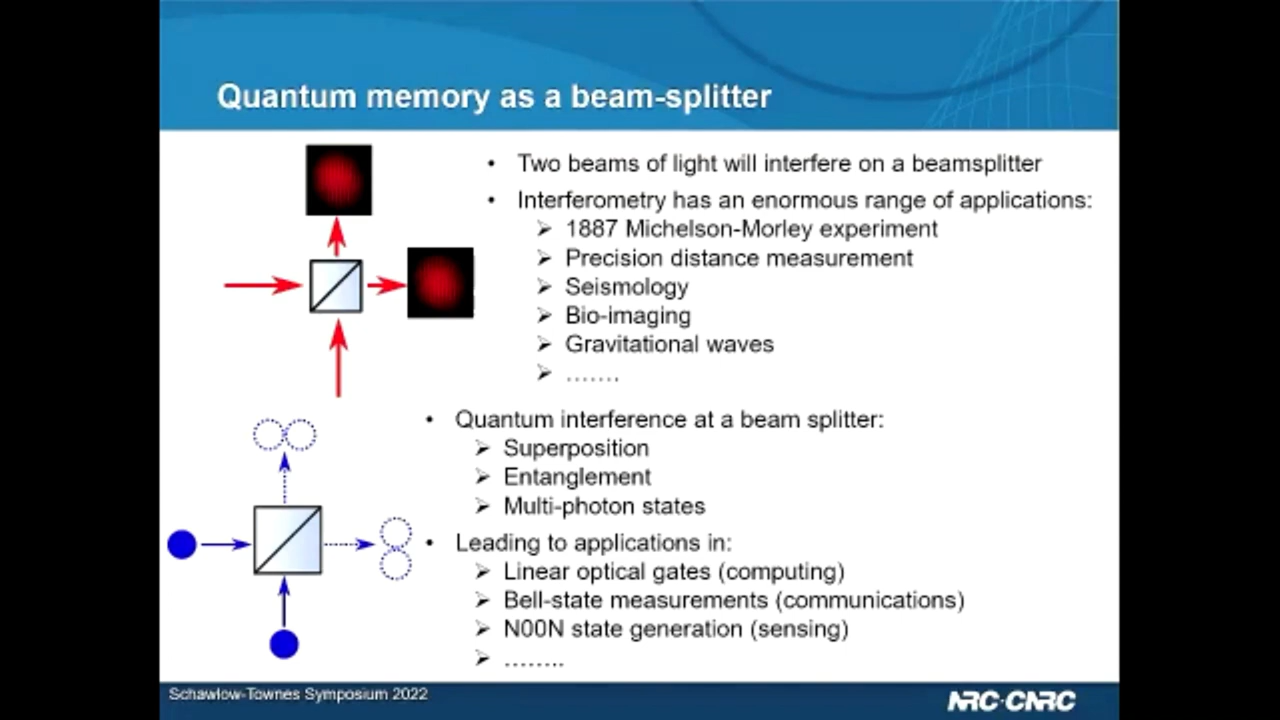 Quantum memory as a beam-splitter
• Two beams of light will interfere on a beamsplitter
• Interferometry has an enormous range of applications:
➢ 1887 Michelson-Morley experiment
➢ Precision distance measurement
➢ Seismology
➢ Bio-imaging
➢ Gravitational waves
➢ …….
• Quantum interference at a beam splitter:
➢ Superposition
➢ Entanglement
➢ Multi-photon states
• Leading to applications in:
➢ Linear optical gates (computing)
➢ Bell-state measurements (communications)
➢ N00N state generation (sensing)
➢ ……..
Schawlow-Townes Symposium 2022
NRC·CNRC